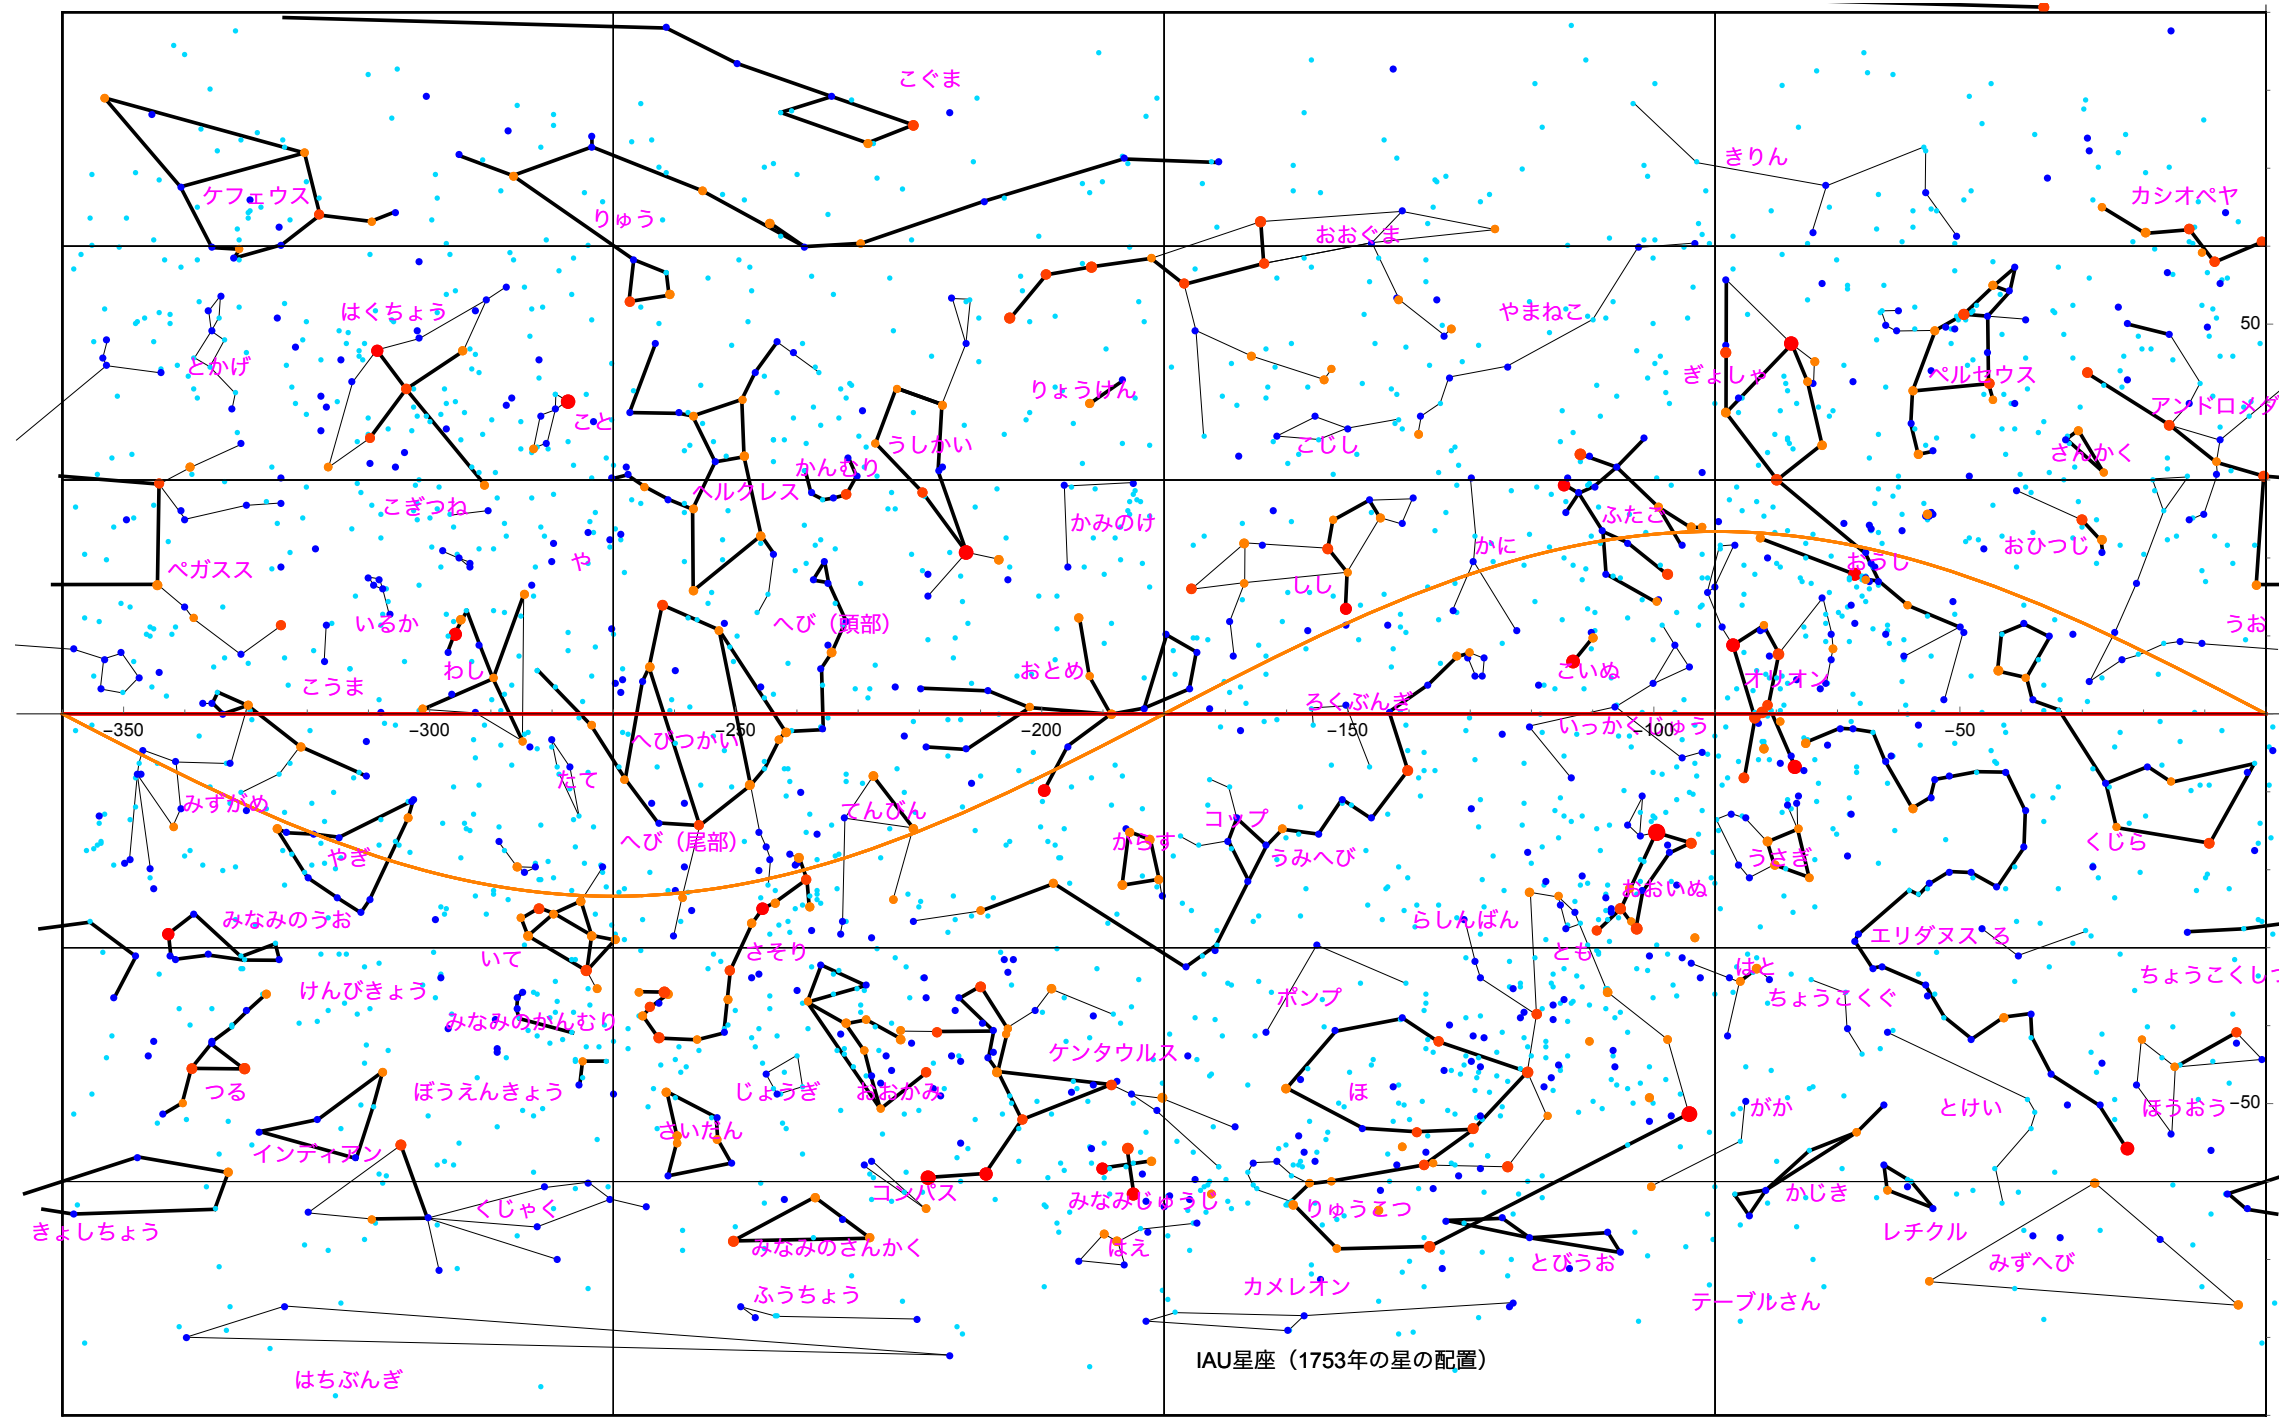 こぐま
きりん
ケフェウス
カシオペヤ
りゅう
おおぐま
はくちょう
やまねこ
50
とかげ
ぎょしゃ
ペルセウス
りょうけん
アンドロメダ
こと
うしかい
こじし
さんかく
かんむり
ヘルクレス
こぎつね
かみのけ
ふたご
かに
おひつじ
や
ペガスス
おうし
しし
いるか
へび（頭部）
うお
わし
おとめ
こいぬ
こうま
オリオン
ろくぶんぎ
いっかくじゅう
−350
−300
−250
−200
−150
−100
−50
へびつかい
たて
みずがめ
てんびん
コップ
へび（尾部）
からす
うみへび
くじら
やぎ
うさぎ
おおいぬ
みなみのうお
らしんばん
エリダヌス ろ
いて
さそり
とも
はと
ちょうこくしつ
けんびきょう
ポンプ
ちょうこくぐ
みなみのかんむり
ケンタウルス
つる
ぼうえんきょう
じょうぎ
おおかみ
ほ
がか
とけい
ほうおう
−50
さいだん
インディアン
コンパス
みなみじゅうじ
りゅうこつ
かじき
くじゃく
きょしちょう
レチクル
みなみのさんかく
はえ
とびうお
みずへび
ふうちょう
カメレオン
テーブルさん
IAU星座（1753年の星の配置）
はちぶんぎ